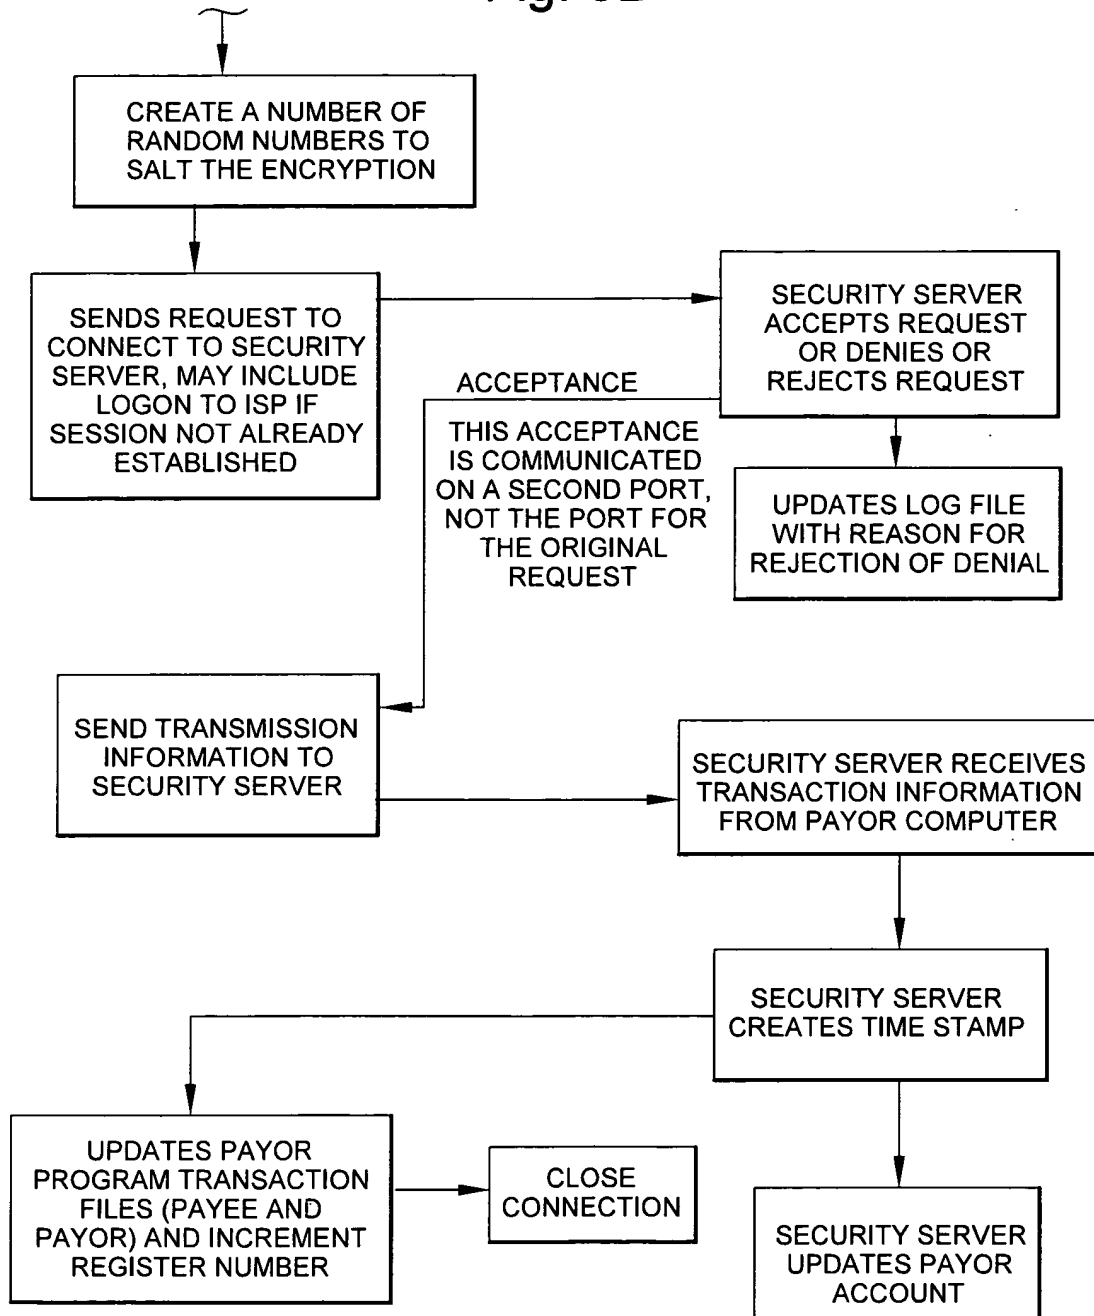 CREATE A NUMBER OF
RANDOM NUMBERS TO
SALT THE ENCRYPTION
SENDS REQUEST TO
CONNECT TO SECURITY
SERVER, MAY INCLUDE
LOGON TO ISP IF
SESSION NOT ALREADY
ESTABLISHED
SECURITY SERVER
ACCEPTS REQUEST
OR DENIES OR
REJECTS REQUEST
ACCEPTANCE
THIS ACCEPTANCE
IS COMMUNICATED
ON A SECOND PORT,
NOT THE PORT FOR
THE ORIGINAL
REQUEST
UPDATES LOG FILE
WITH REASON FOR
REJECTION OF DENIAL
SEND TRANSMISSION
INFORMATION TO
SECURITY SERVER
SECURITY SERVER RECEIVES
TRANSACTION INFORMATION
FROM PAYOR COMPUTER
SECURITY SERVER
CREATES TIME STAMP
UPDATES PAYOR
PROGRAM TRANSACTION
FILES (PAYEE AND
PAYOR) AND INCREMENT
REGISTER NUMBER
CLOSE
CONNECTION
SECURITY SERVER
UPDATES PAYOR
ACCOUNT